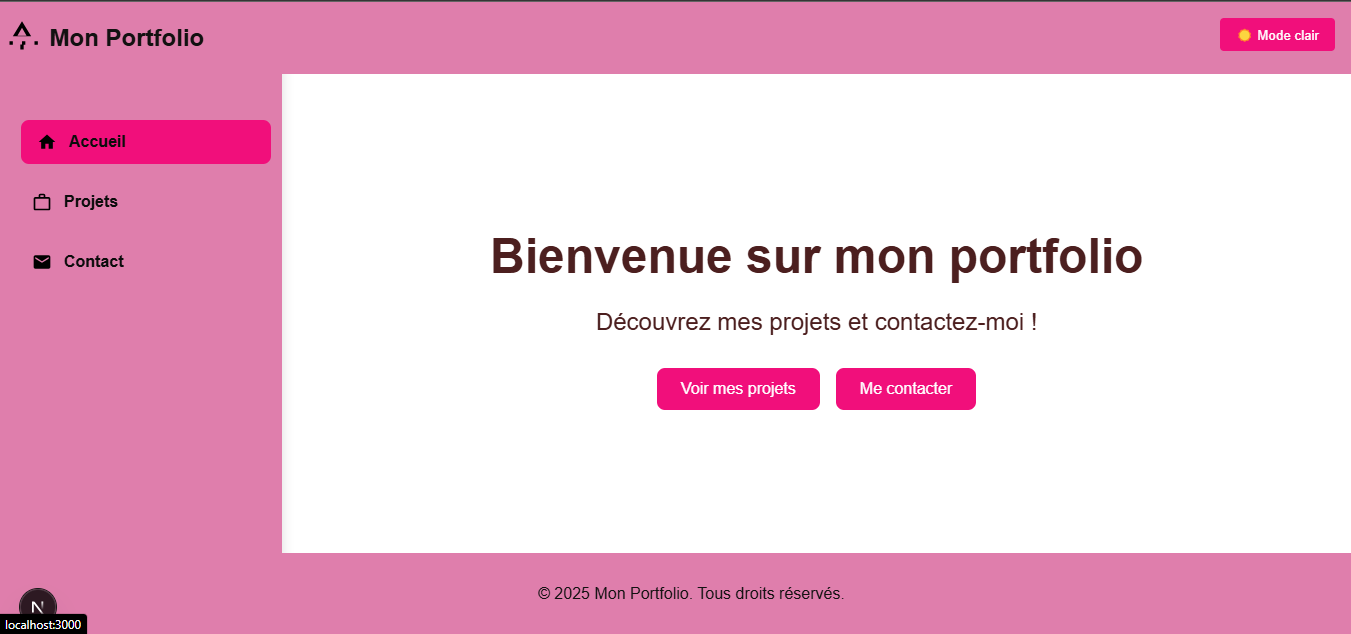 Mon Portfolio
Mode clair
Accueil
Projets
Contact
Bienvenue sur mon portfolio
Découvrez mes projets et contactez-moi !
Voir mes projets
Me contacter
© 2025 Mon Portfolio. Tous droits réservés.
N
localhost:3000